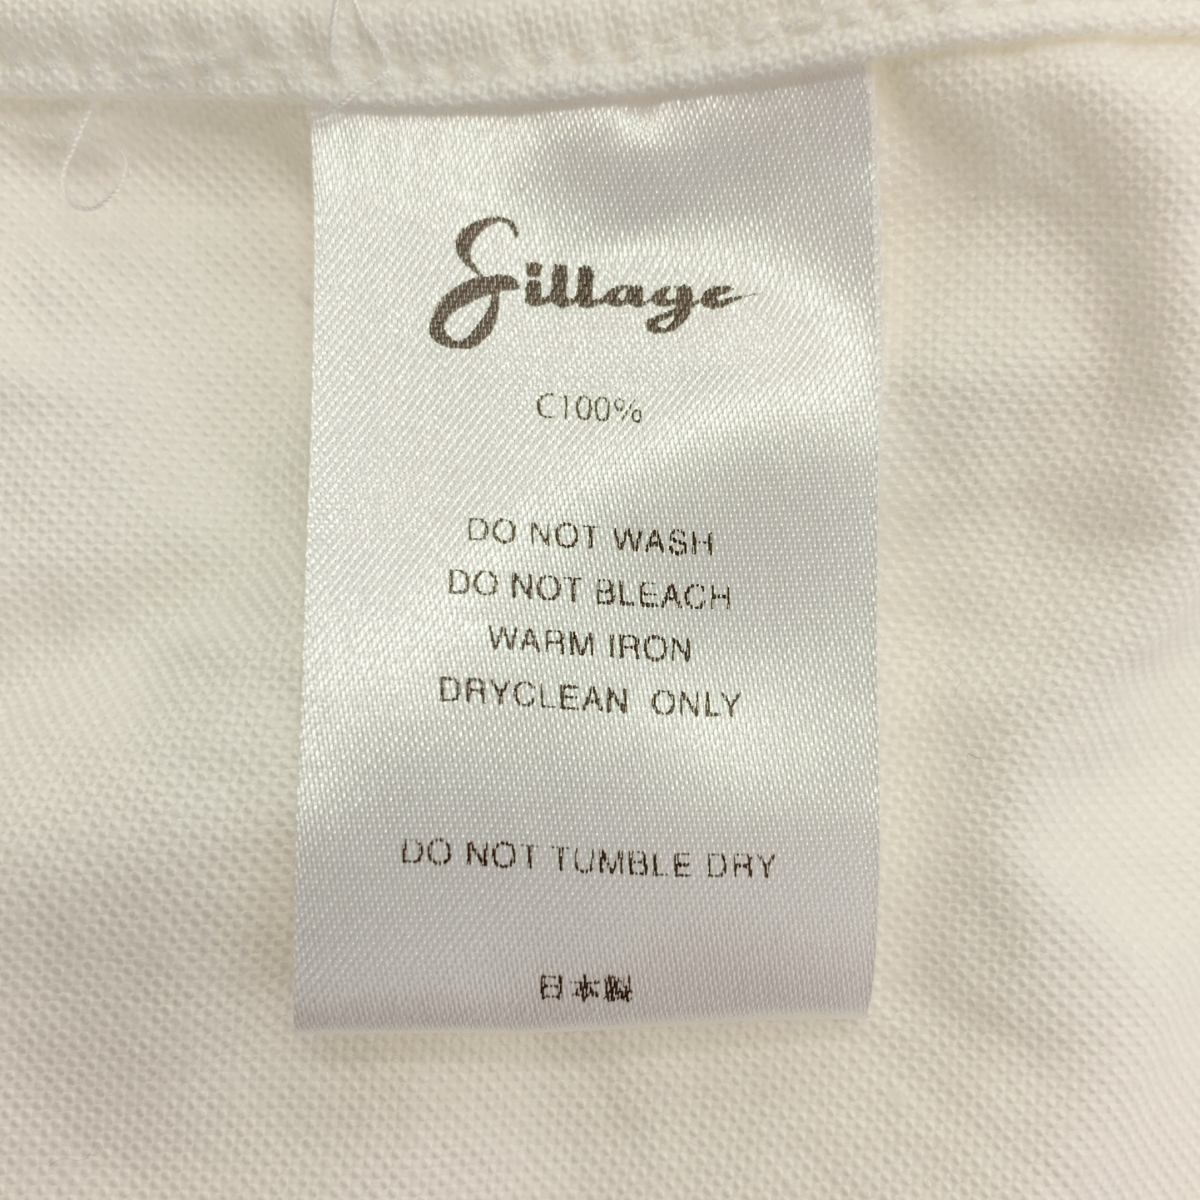 Sillage
C100%
DO NOT WASH
DO NOT BLEACH
WARM IRON
DRYCLEAN ONLY
DO NOT TUMBLE DRY
日本製